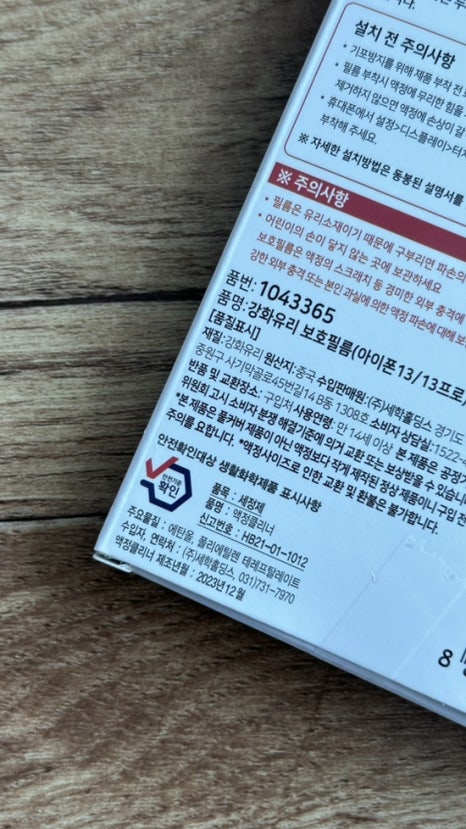 니다.
설치 전 주의사항
• 기포방지를 위해 제품 부착 전
• 필름 부착시 액정에 무리한 힘을
제거하지 않으면 액정에 손상이
• 휴대폰에서 설정>디스플레이>터치
부착해 주세요.
※ 자세한 설치방법은 동봉된 설명서를
※ 주의사항
• 필름은 유리소재이기 때문에 구부리면 파손의
• 어린이의 손이 닿지 않는 곳에 보관하세요
보호필름은 액정의 스크래치 등 경미한 외부 충격에
강한 외부 충격 또는 본인 과실에 의한 액정 파손에 대해
품번: 1043365
품명: 강화유리 보호필름(아이폰13/13프로)
[품질표시]
재질: 강화유리 원산지: 중국 수입판매원: (주)세학홀딩스 경기도
중원구 사기막골로45번길14 B동 1308호 소비자 상담실: 1522-
반품 및 교환장소: 구입처 사용연령: 만 14세 이상 본 제품은 공정거
위원회 고시 소비자 분쟁 해결기준에 의거 교환 또는 보상받을 수 있습니
*본 제품은 풀커버 제품이 아닌 액정보다 작게 제작된 정상 제품이니 구입 전
주의를 요합니다. *액정사이즈로 인한 교환 및 환불은 불가합니다.
안전확인대상 생활화학제품 표시사항
안전기준
확인
품목 : 세정제
품명 : 액정클리너
신고번호 : HB21-01-1012
주요물질 : 에탄올, 폴리에틸렌 테레프탈레이트
수입자, 연락처 : (주)세학홀딩스, 031)731-7970
액정클리너 제조년월 : 2023년12월
8